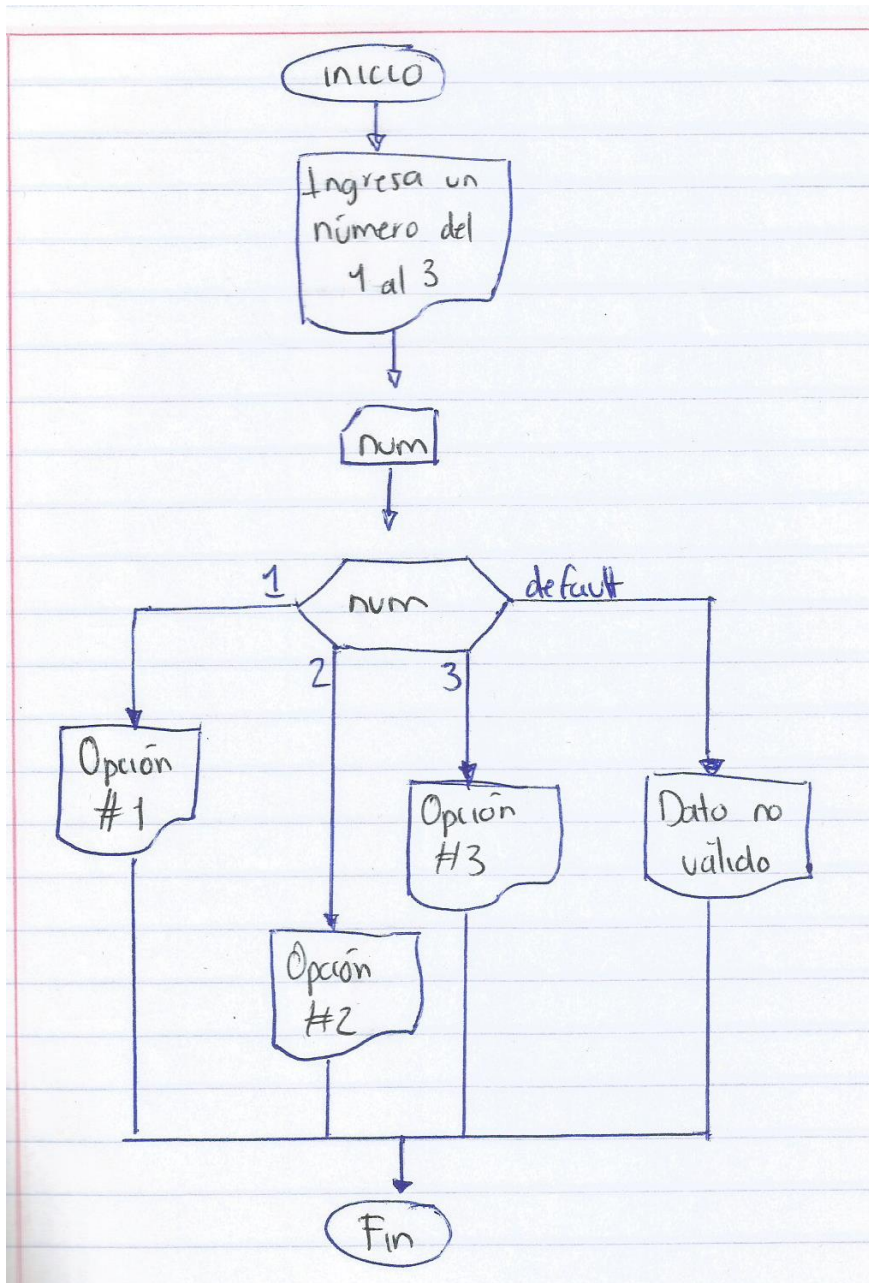 INICIO
Ingresa un
número del
1 al 3
num
1
num
default
2
3
Opción
#1
Opción
#3
Dato no
válido
Opción
#2
Fin